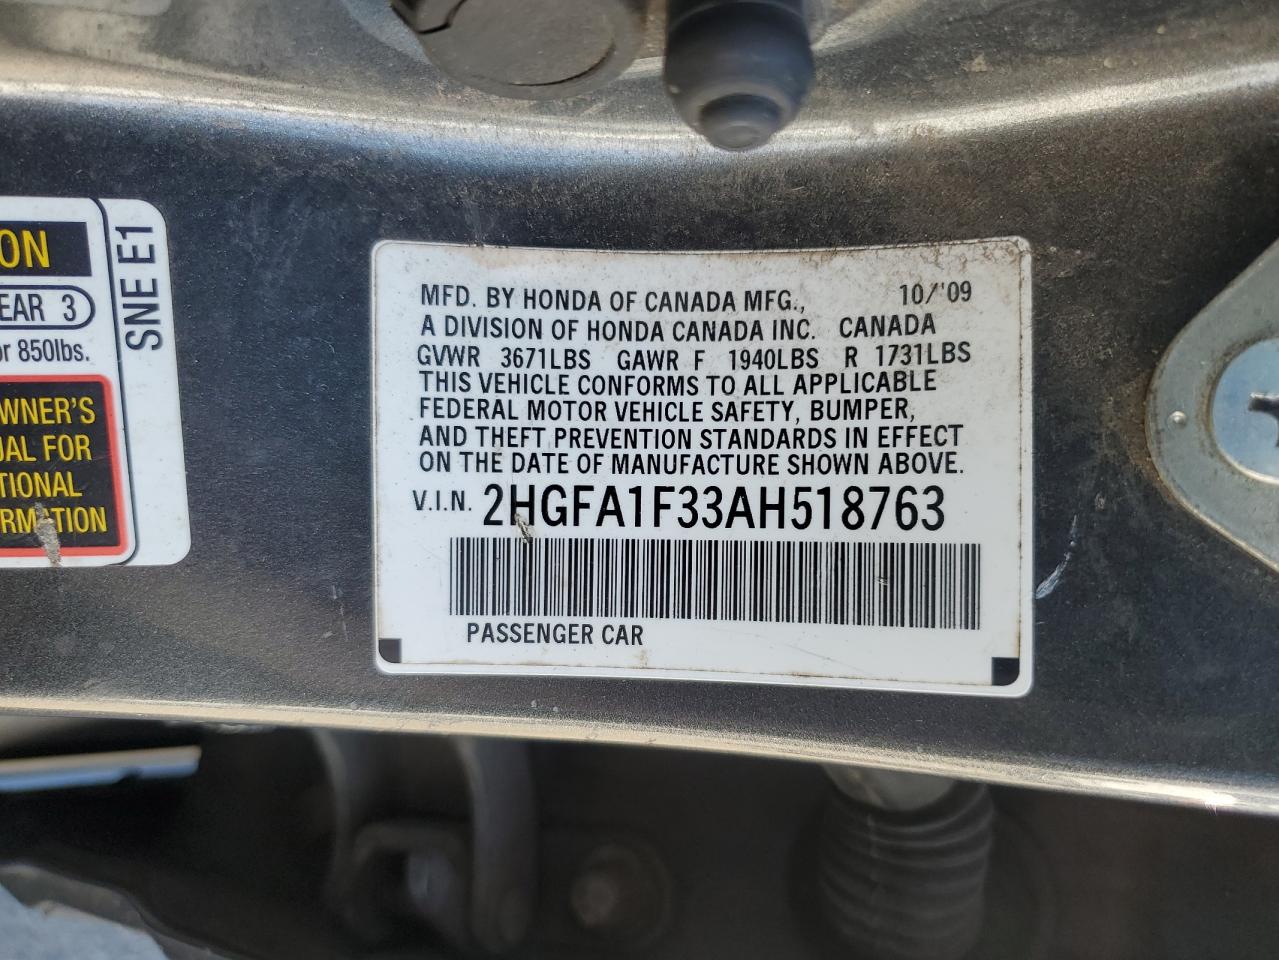 ON
EAR 3
or 850lbs.
WNER'S
UAL FOR
TIONAL
RMATION
SNE E1
MFD. BY HONDA OF CANADA MFG., 10/'09
A DIVISION OF HONDA CANADA INC. CANADA
GVWR 3671LBS GAWR F 1940LBS R 1731LBS
THIS VEHICLE CONFORMS TO ALL APPLICABLE
FEDERAL MOTOR VEHICLE SAFETY, BUMPER,
AND THEFT PREVENTION STANDARDS IN EFFECT
ON THE DATE OF MANUFACTURE SHOWN ABOVE.
V.I.N. 2HGFA1F33AH518763
PASSENGER CAR